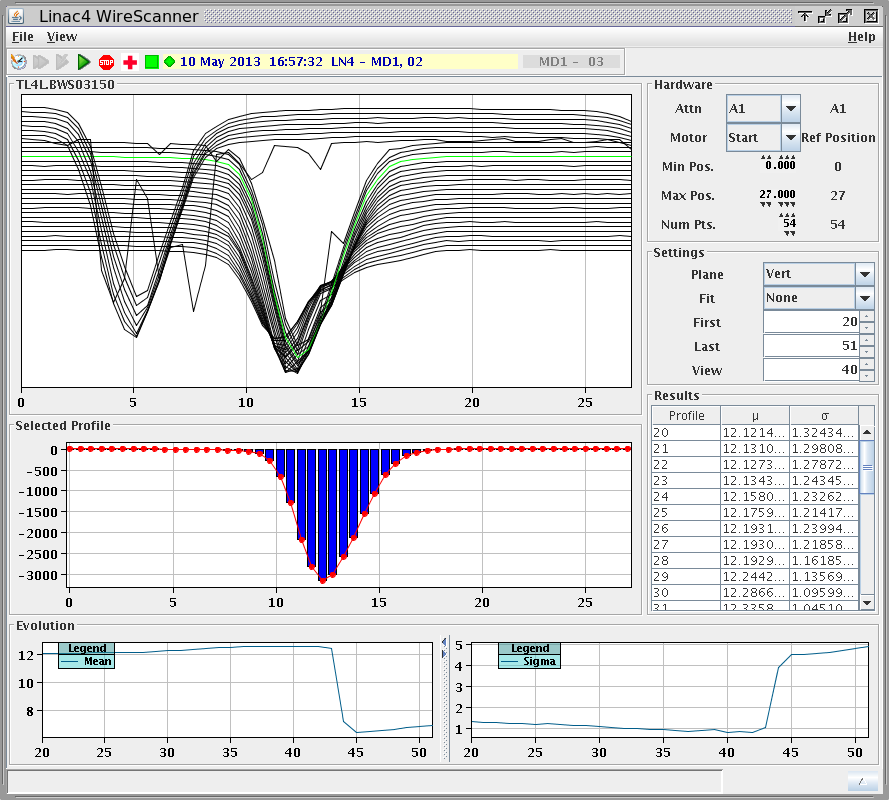 Linac4 WireScanner
File View Help
STOP 10 May 2013 16:57:32 LN4 - MD1, 02 MD1 - 03
TL4L.BWS03150
0 5 10 15 20 25
Selected Profile
0
-500
-1000
-1500
-2000
-2500
-3000
0 5 10 15 20 25
Hardware
Attn A1 A1
Motor Start Ref Position
Min Pos. 0.000 0
Max Pos. 27.000 27
Num Pts. 54 54
Settings
Plane Vert
Fit None
First 20
Last 51
View 40
Results
Profile μ σ
20 12.1214... 1.32434...
21 12.1310... 1.29808...
22 12.1273... 1.27872...
23 12.1343... 1.24345...
24 12.1580... 1.23262...
25 12.1759... 1.21417...
26 12.1931... 1.23994...
27 12.1930... 1.21858...
28 12.1929... 1.16185...
29 12.2442... 1.13569...
30 12.2866... 1.09599...
31 12.3358... 1.04510...
Evolution
Legend
Mean
12
10
8
20 25 30 35 40 45 50
Legend
Sigma
5
4
3
2
1
20 25 30 35 40 45 50